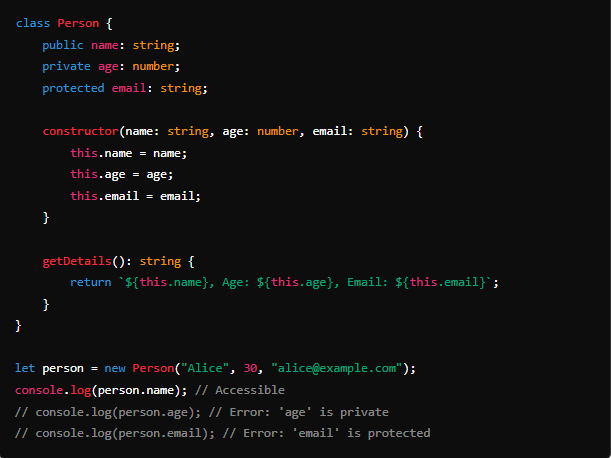 class Person {
    public name: string;
    private age: number;
    protected email: string;

    constructor(name: string, age: number, email: string) {
        this.name = name;
        this.age = age;
        this.email = email;
    }

    getDetails(): string {
        return `${this.name}, Age: ${this.age}, Email: ${this.email}`;
    }
}

let person = new Person("Alice", 30, "alice@example.com");
console.log(person.name); // Accessible
// console.log(person.age); // Error: 'age' is private
// console.log(person.email); // Error: 'email' is protected